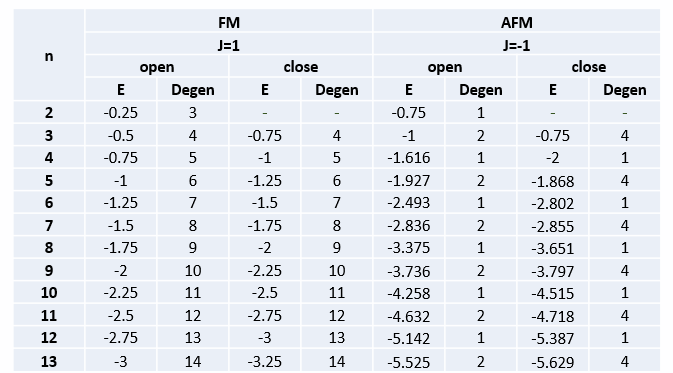 FM AFM
n J=1 J=-1
open close open close
E Degen E Degen E Degen E Degen
2 -0.25 3 - - -0.75 1 - -
3 -0.5 4 -0.75 4 -1 2 -0.75 4
4 -0.75 5 -1 5 -1.616 1 -2 1
5 -1 6 -1.25 6 -1.927 2 -1.868 4
6 -1.25 7 -1.5 7 -2.493 1 -2.802 1
7 -1.5 8 -1.75 8 -2.836 2 -2.855 4
8 -1.75 9 -2 9 -3.375 1 -3.651 1
9 -2 10 -2.25 10 -3.736 2 -3.797 4
10 -2.25 11 -2.5 11 -4.258 1 -4.515 1
11 -2.5 12 -2.75 12 -4.632 2 -4.718 4
12 -2.75 13 -3 13 -5.142 1 -5.387 1
13 -3 14 -3.25 14 -5.525 2 -5.629 4